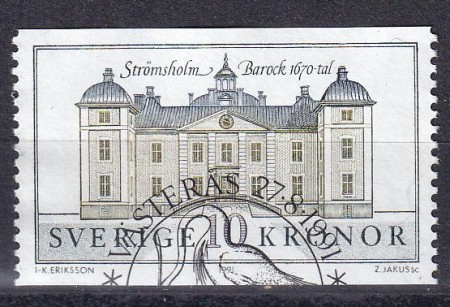 Strömsholm Barock 1670-tal
VÄSTERÅS 27.8.1991
SVERIGE 10 KRONOR
I-K.ERIKSSON 1991 Z.JAKUS SC